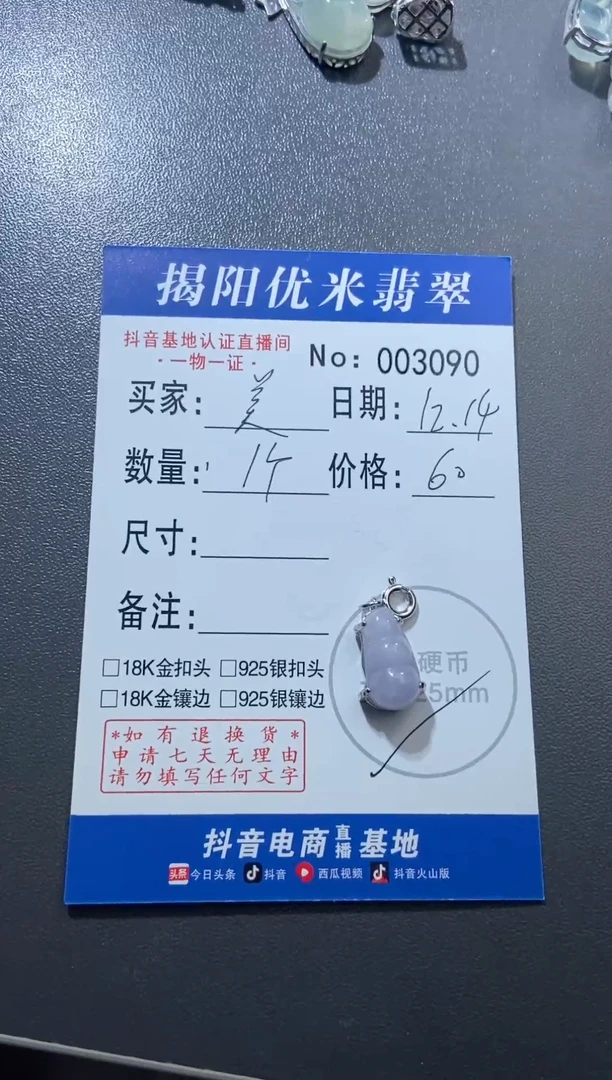 揭阳优米翡翠
抖音基地认证直播间
·一物一证·
No: 003090
买家: 美 日期: 12.14
数量: 1个 价格: 60
尺寸:
备注:
□18K金扣头 □925银扣头
□18K金镶边 □925银镶边
硬币
25mm
*如有退换货*
申请七天无理由
请勿填写任何文字
抖音电商直播基地
头条 今日头条 抖音 西瓜视频 抖音火山版